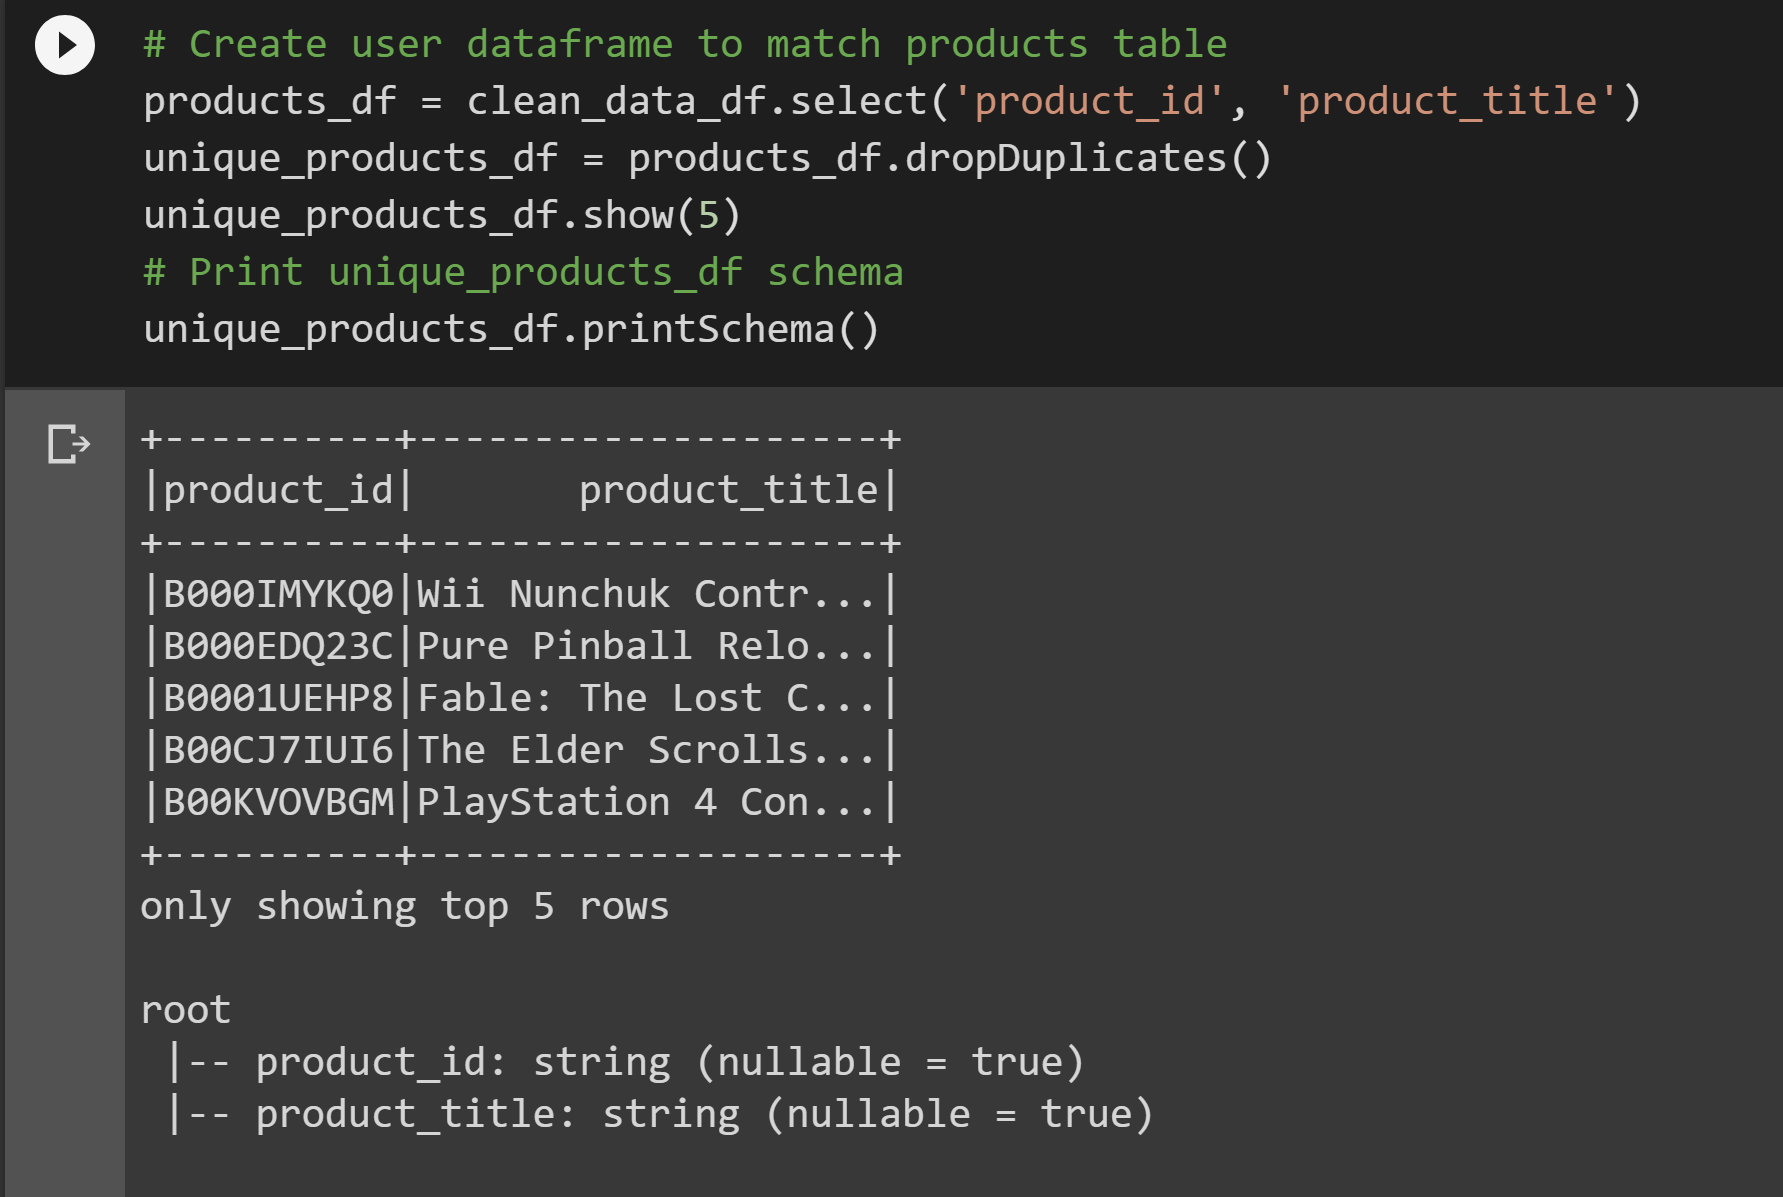 # Create user dataframe to match products table
products_df = clean_data_df.select('product_id', 'product_title')
unique_products_df = products_df.dropDuplicates()
unique_products_df.show(5)
# Print unique_products_df schema
unique_products_df.printSchema()
+----------+--------------------+
|product_id|       product_title|
+----------+--------------------+
|B000IMYKQ0|Wii Nunchuk Contr...|
|B000EDQ23C|Pure Pinball Relo...|
|B0001UEHP8|Fable: The Lost C...|
|B00CJ7IUI6|The Elder Scrolls...|
|B00KVOVBGM|PlayStation 4 Con...|
+----------+--------------------+
only showing top 5 rows
root
 |-- product_id: string (nullable = true)
 |-- product_title: string (nullable = true)